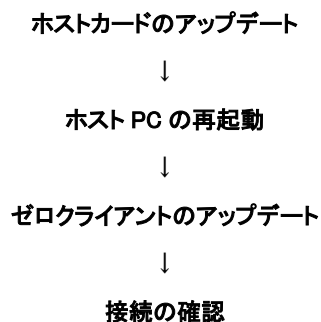 ホストカードのアップデート
↓
ホスト PC の再起動
↓
ゼロクライアントのアップデート
↓
接続の確認